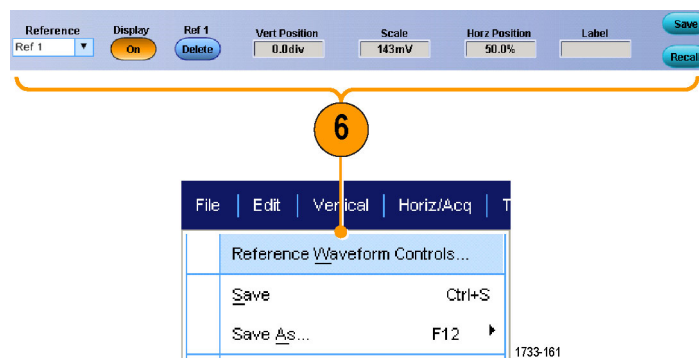 Reference Display Ref 1 Vert Position Scale Horz Position Label Save
Ref 1 On Delete 0.0div 143mV 50.0% Recall
6
File | Edit | Vertical | Horiz/Acq | T
Reference Waveform Controls...
Save Ctrl+S
Save As... F12
1733-161